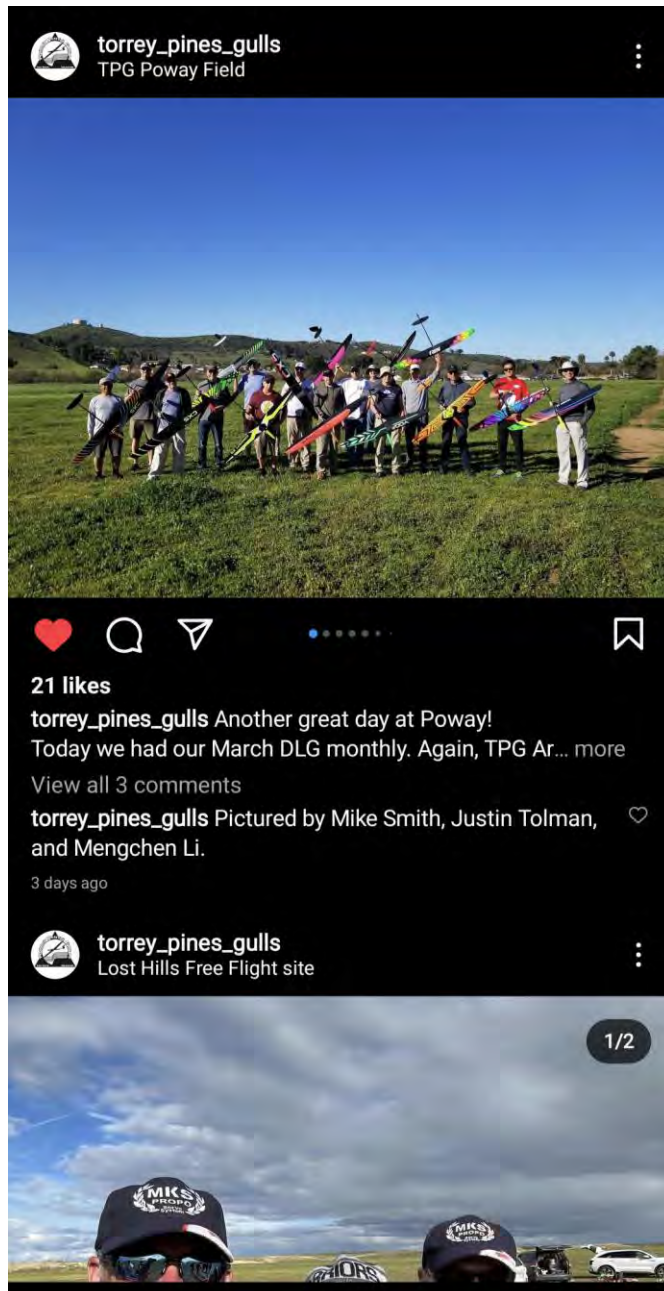 torrey_pines_gulls
TPG Poway Field
21 likes
torrey_pines_gulls Another great day at Poway!
Today we had our March DLG monthly. Again, TPG Ar... more
View all 3 comments
torrey_pines_gulls Pictured by Mike Smith, Justin Tolman,
and Mengchen Li.
3 days ago
torrey_pines_gulls
Lost Hills Free Flight site
1/2
MKS
PROPO
MKS
PROPO